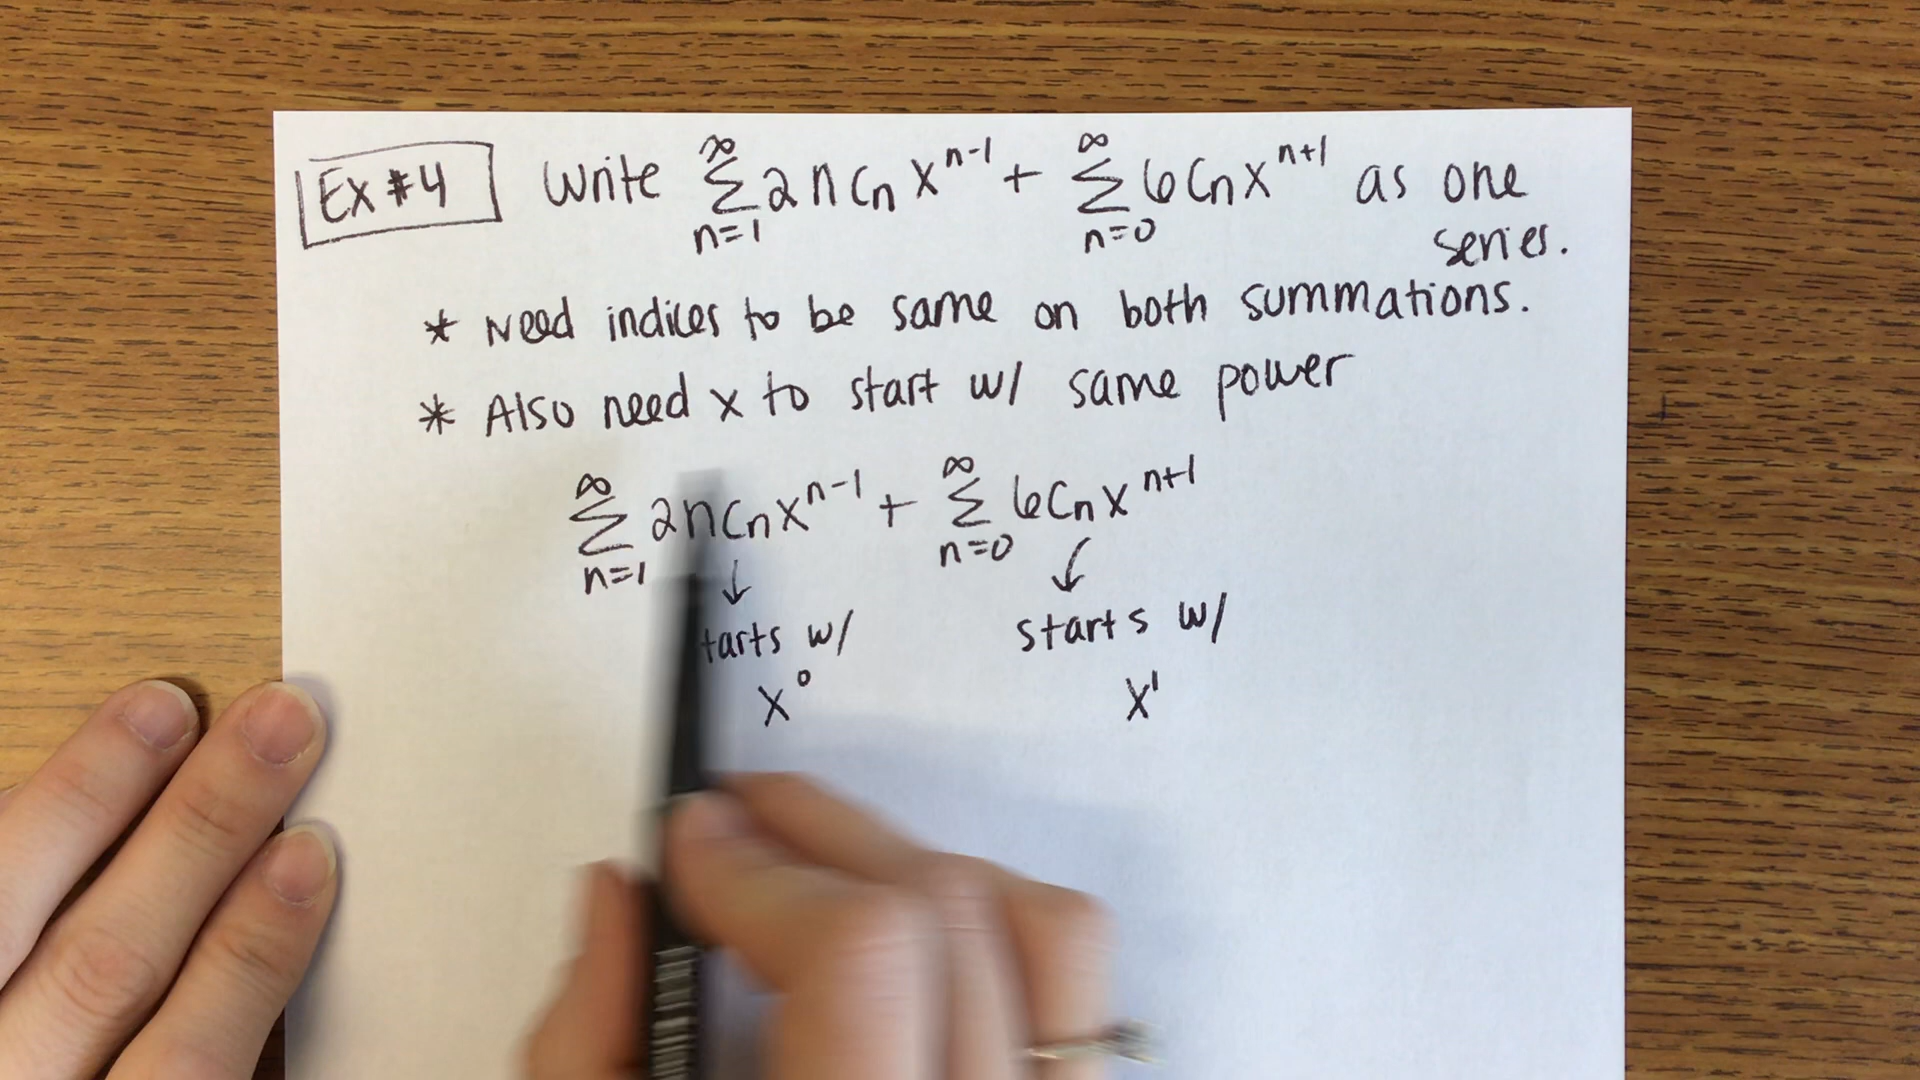 Ex #4 Write ∞ Σ n=1 2ncₙxⁿ⁻¹ + ∞ Σ n=0 6cₙxⁿ⁺¹ as one
series.
* Need indices to be same on both summations.
* Also need x to start w/ same power
∞ Σ n=1 2ncₙxⁿ⁻¹ + ∞ Σ n=0 6cₙxⁿ⁺¹
↓ ↓
tarts w/ starts w/
x⁰ x¹